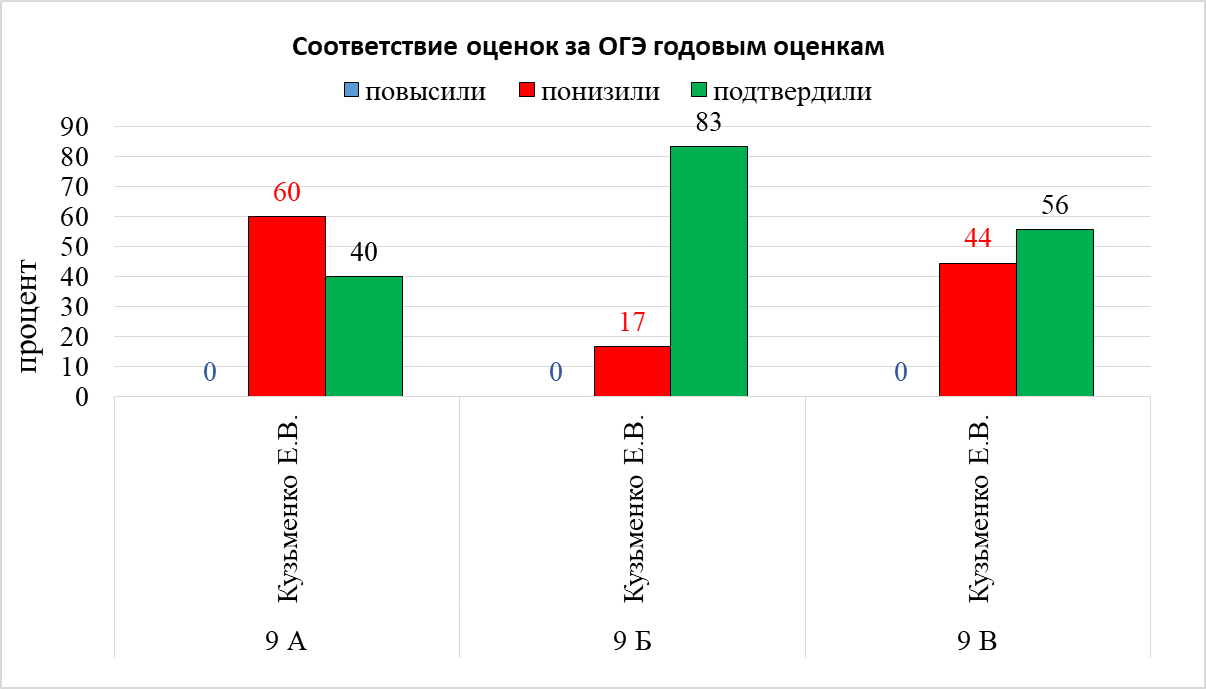 Соответствие оценок за ОГЭ годовым оценкам
повысили понизили подтвердили
процент
90
80
70
60
50
40
30
20
10
0
0 60 40
0 17 83
0 44 56
Кузьменко Е.В. Кузьменко Е.В. Кузьменко Е.В.
9 А 9 Б 9 В